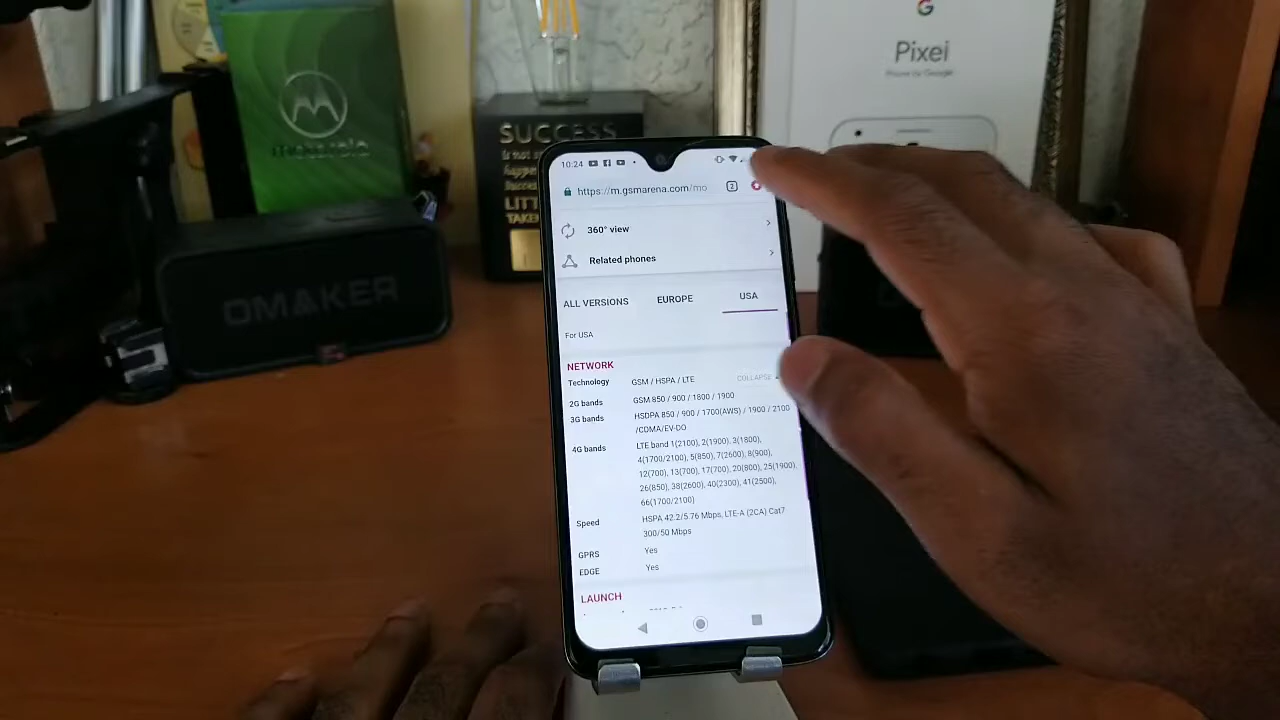 Pixel
Phone by Google
motorola
SUCCESS
OMAKER
10:24
https://m.gsmarena.com/mo
2
360° view
Related phones
ALL VERSIONS EUROPE USA
For USA
NETWORK
COLLAPSE
Technology GSM / HSPA / LTE
2G bands GSM 850 / 900 / 1800 / 1900
3G bands HSDPA 850 / 900 / 1700(AWS) / 1900 / 2100
/CDMA/EV-DO
4G bands LTE band 1(2100), 2(1900), 3(1800),
4(1700/2100), 5(850), 7(2600), 8(900),
12(700), 13(700), 17(700), 20(800), 25(1900),
26(850), 38(2600), 40(2300), 41(2500),
66(1700/2100)
Speed HSPA 42.2/5.76 Mbps, LTE-A (2CA) Cat7
300/50 Mbps
GPRS Yes
EDGE Yes
LAUNCH